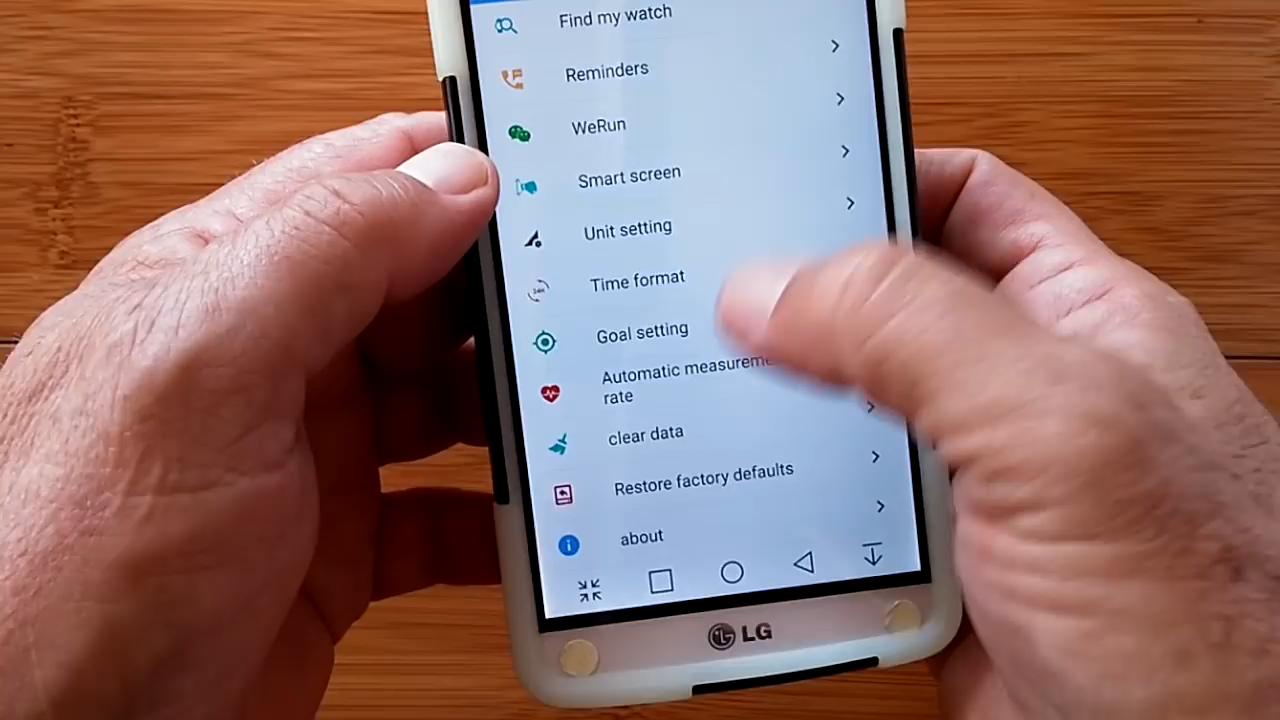 Find my watch
Reminders
WeRun
Smart screen
Unit setting
Time format
Goal setting
Automatic
rate
clear data
Restore factory defaults
about
LG